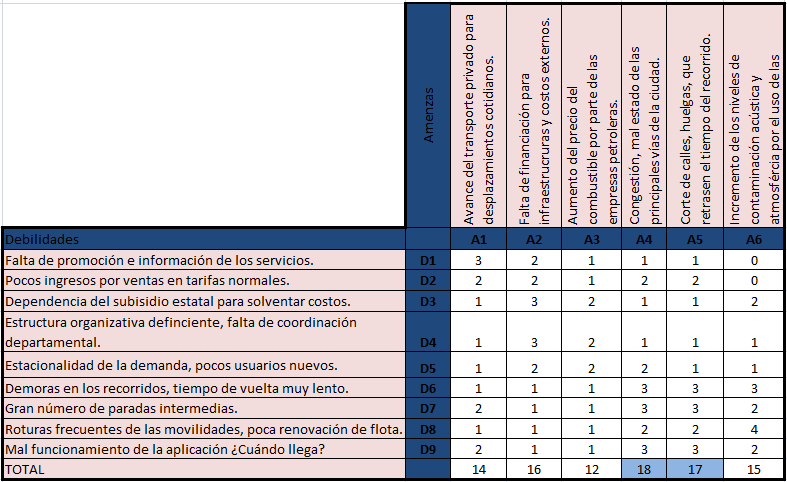 Amenzas
Avance del transporte privado para
desplazamientos cotidianos.
Falta de financiación para
infraestrucruras y costos externos.
Aumento del precio del
combustible por parte de las
empresas petroleras.
Congestión, mal estado de las
principales vías de la ciudad.
Corte de calles, huelgas, que
retrasen el tiempo del recorrido.
Incremento de los niveles de
contaminación acústica y
atmosfércia por el uso de las
Debilidades A1 A2 A3 A4 A5 A6
Falta de promoción e información de los servicios. D1 3 2 1 1 1 0
Pocos ingresos por ventas en tarifas normales. D2 2 2 1 2 2 0
Dependencia del subsidio estatal para solventar costos. D3 1 3 2 1 1 2
Estructura organizativa definciente, falta de coordinación
departamental. D4 1 3 2 1 1 1
Estacionalidad de la demanda, pocos usuarios nuevos. D5 1 2 2 2 1 1
Demoras en los recorridos, tiempo de vuelta muy lento. D6 1 1 1 3 3 3
Gran número de paradas intermedias. D7 2 1 1 3 3 2
Roturas frecuentes de las movilidades, poca renovación de flota. D8 1 1 1 2 2 4
Mal funcionamiento de la aplicación ¿Cuándo llega? D9 2 1 1 3 3 2
TOTAL 14 16 12 18 17 15